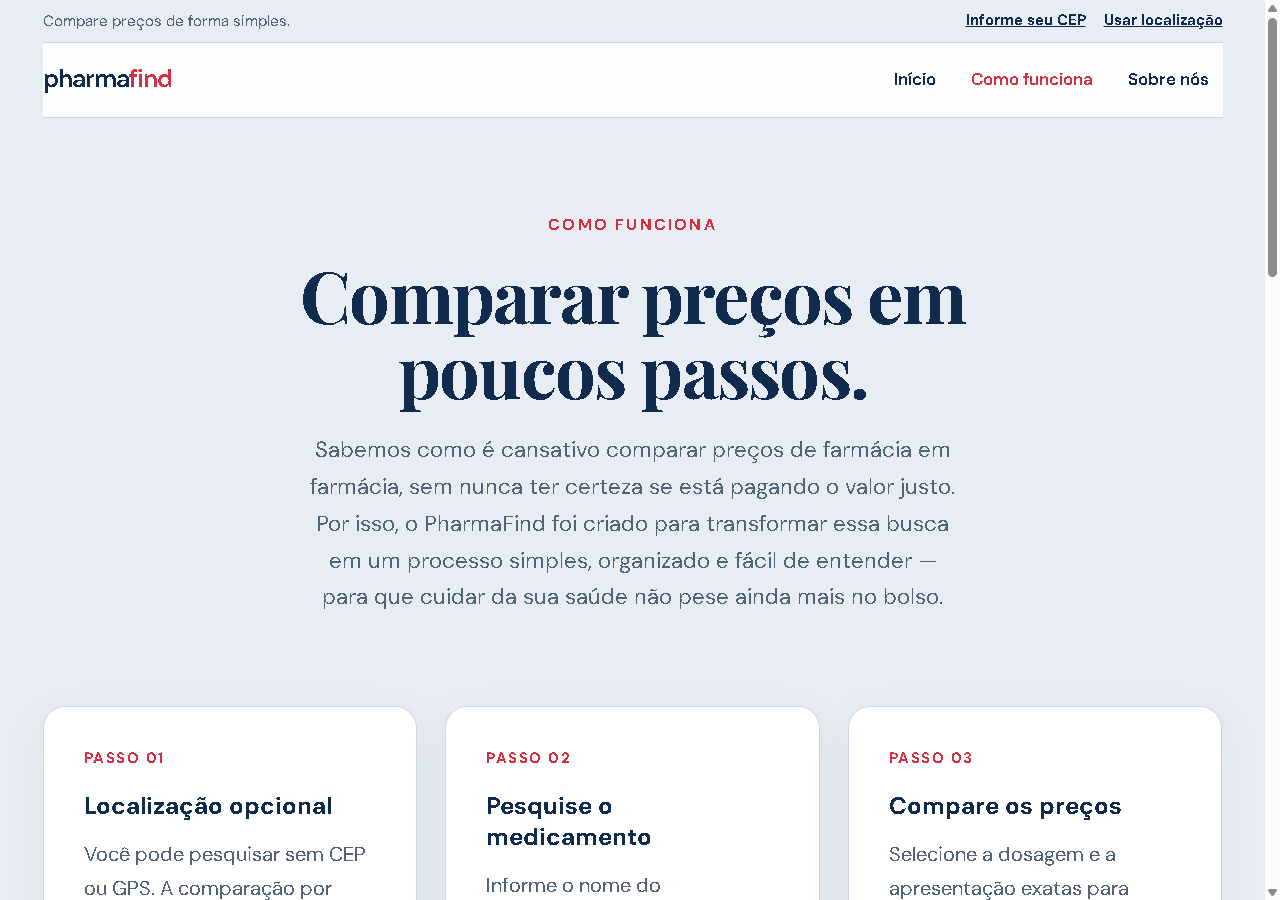 Compare preços de forma simples.
Informe seu CEP Usar localização
pharmafind
Início Como funciona Sobre nós
COMO FUNCIONA
Comparar preços em
poucos passos.
Sabemos como é cansativo comparar preços de farmácia em
farmácia, sem nunca ter certeza se está pagando o valor justo.
Por isso, o PharmaFind foi criado para transformar essa busca
em um processo simples, organizado e fácil de entender —
para que cuidar da sua saúde não pese ainda mais no bolso.
PASSO 01
Localização opcional
Você pode pesquisar sem CEP
ou GPS. A comparação por
PASSO 02
Pesquise o
medicamento
Informe o nome do
PASSO 03
Compare os preços
Selecione a dosagem e a
apresentação exatas para